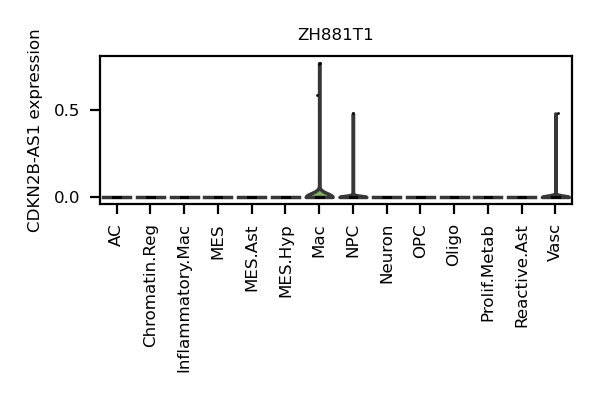 ZH881T1
CDKN2B-AS1 expression
0.5
0.0
AC
Chromatin.Reg
Inflammatory.Mac
MES
MES.Ast
MES.Hyp
Mac
NPC
Neuron
OPC
Oligo
Prolif.Metab
Reactive.Ast
Vasc